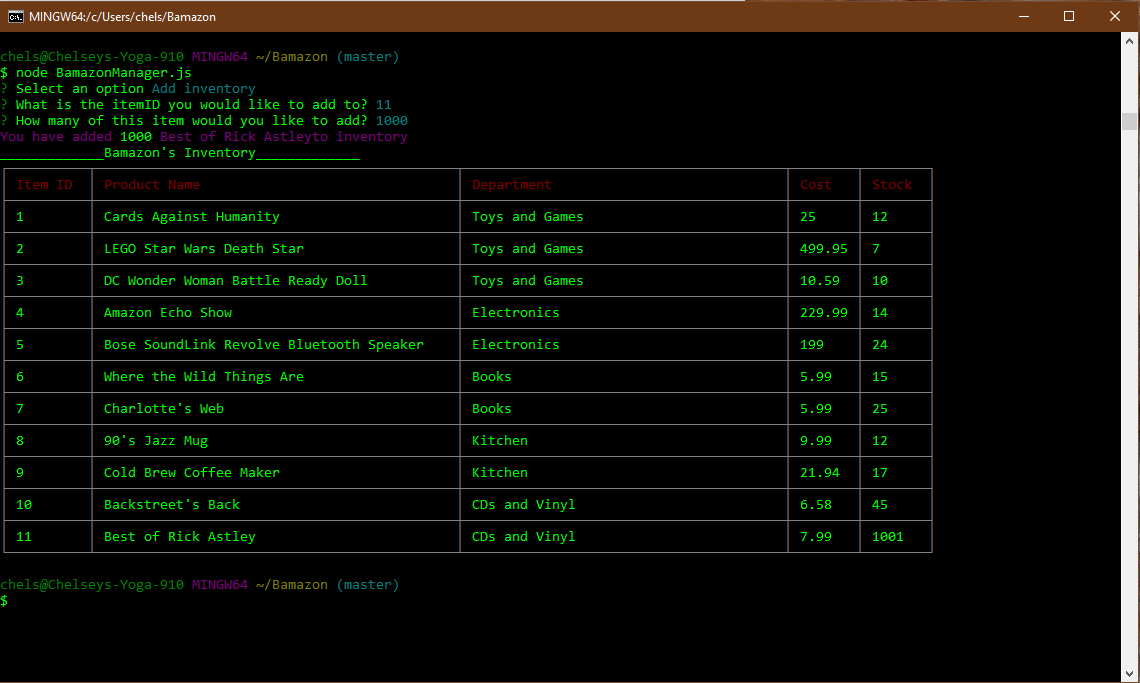 MINGW64:/c/Users/chels/Bamazon
chels@Chelseys-Yoga-910 MINGW64 ~/Bamazon (master)
$ node BamazonManager.js
? Select an option Add inventory
? What is the itemID you would like to add to? 11
? How many of this item would you like to add? 1000
You have added 1000 Best of Rick Astleyto inventory
_____________Bamazon's Inventory_____________
Item ID Product Name Department Cost Stock
1 Cards Against Humanity Toys and Games 25 12
2 LEGO Star Wars Death Star Toys and Games 499.95 7
3 DC Wonder Woman Battle Ready Doll Toys and Games 10.59 10
4 Amazon Echo Show Electronics 229.99 14
5 Bose SoundLink Revolve Bluetooth Speaker Electronics 199 24
6 Where the Wild Things Are Books 5.99 15
7 Charlotte's Web Books 5.99 25
8 90's Jazz Mug Kitchen 9.99 12
9 Cold Brew Coffee Maker Kitchen 21.94 17
10 Backstreet's Back CDs and Vinyl 6.58 45
11 Best of Rick Astley CDs and Vinyl 7.99 1001
chels@Chelseys-Yoga-910 MINGW64 ~/Bamazon (master)
$